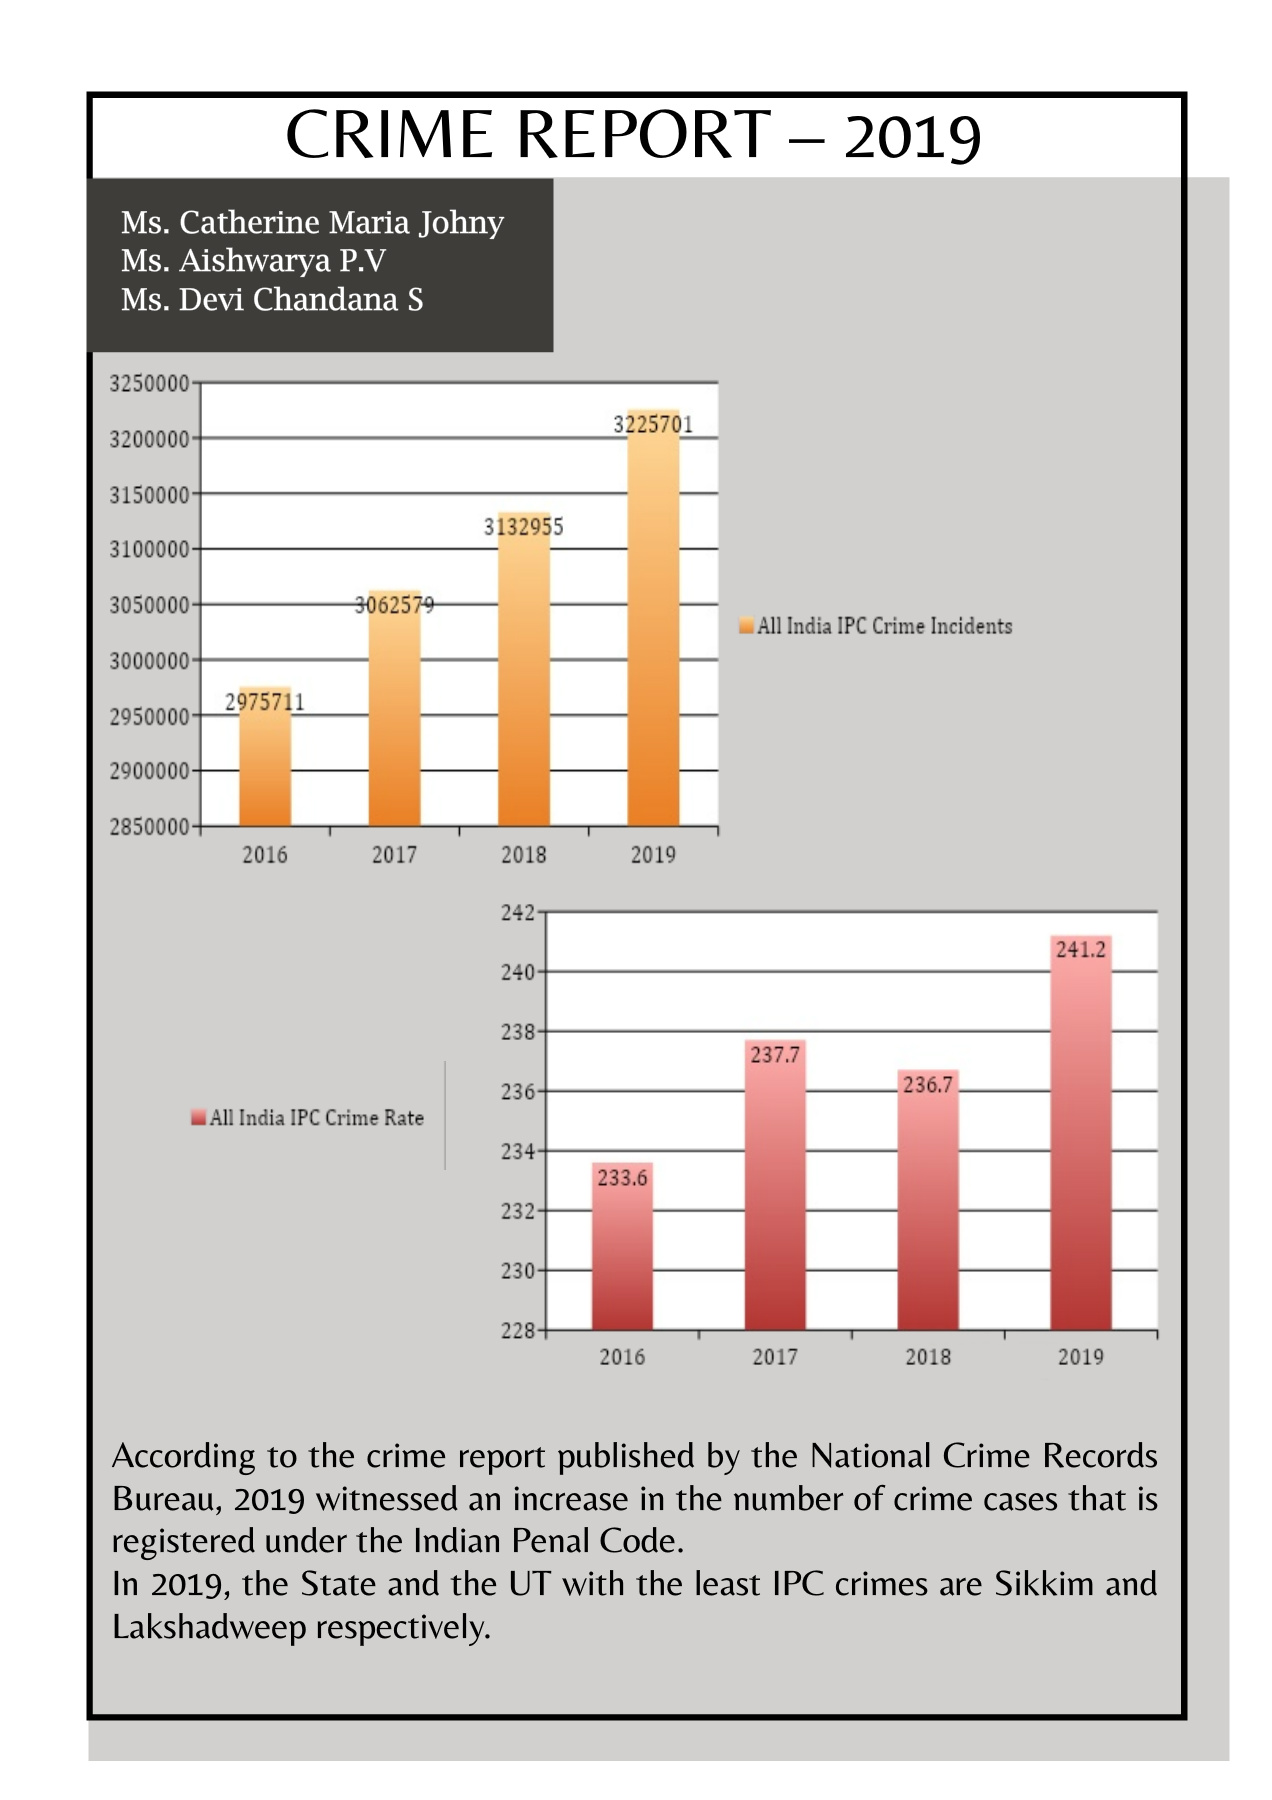 CRIME REPORT – 2019
Ms. Catherine Maria Johny
Ms. Aishwarya P.V
Ms. Devi Chandana S
3250000
3200000
3150000
3100000
3050000
3000000
2950000
2900000
2850000
2975711
3062579
3132955
3225701
2016 2017 2018 2019
All India IPC Crime Incidents
All India IPC Crime Rate
242
240
238
236
234
232
230
228
233.6
237.7
236.7
241.2
2016 2017 2018 2019
According to the crime report published by the National Crime Records
Bureau, 2019 witnessed an increase in the number of crime cases that is
registered under the Indian Penal Code.
In 2019, the State and the UT with the least IPC crimes are Sikkim and
Lakshadweep respectively.